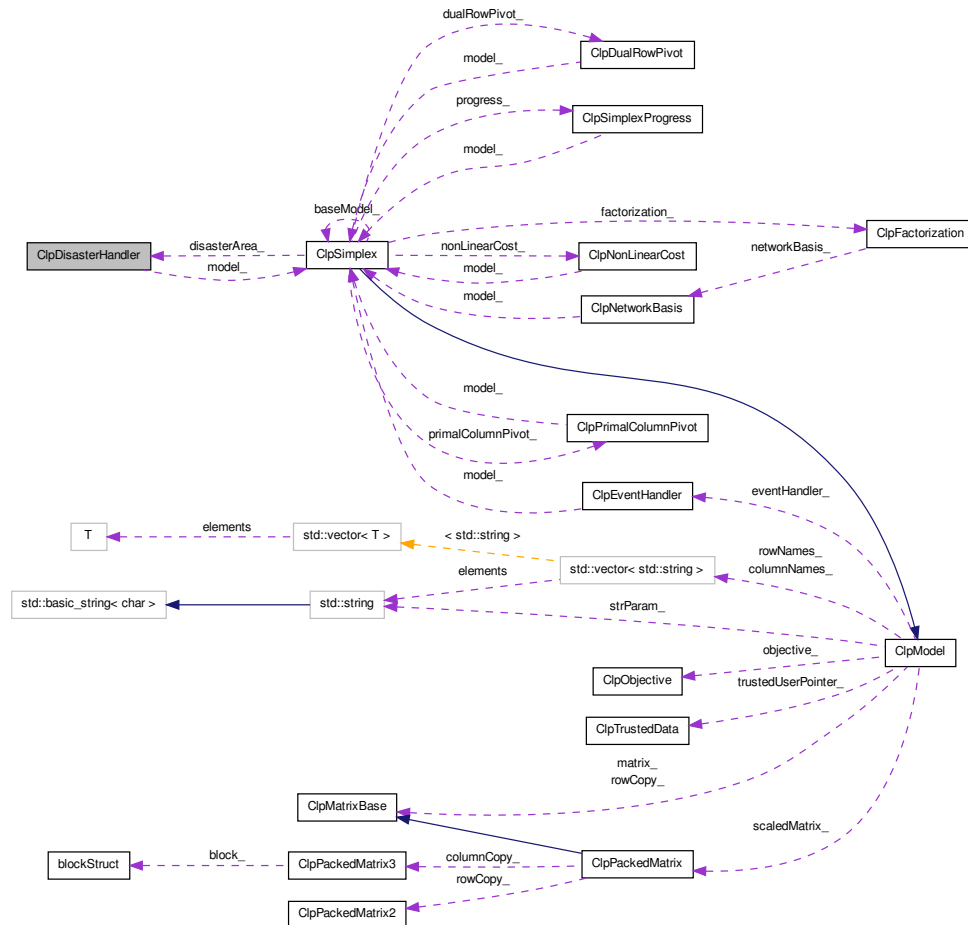 dualRowPivot_
ClpDualRowPivot
model_
progress_
ClpSimplexProgress
model_
baseModel_
factorization_
ClpFactorization
ClpDisasterHandler
disasterArea_
ClpSimplex
nonLinearCost_
ClpNonLinearCost
networkBasis_
model_
model_
model_
ClpNetworkBasis
model_
ClpPrimalColumnPivot
primalColumnPivot_
model_
ClpEventHandler
eventHandler_
T
elements
std::vector< T >
< std::string >
std::vector< std::string >
rowNames_
columnNames_
elements
std::basic_string< char >
std::string
strParam_
ClpModel
objective_
ClpObjective
trustedUserPointer_
ClpTrustedData
matrix_
rowCopy_
ClpMatrixBase
scaledMatrix_
blockStruct
block_
ClpPackedMatrix3
columnCopy_
ClpPackedMatrix
rowCopy_
ClpPackedMatrix2